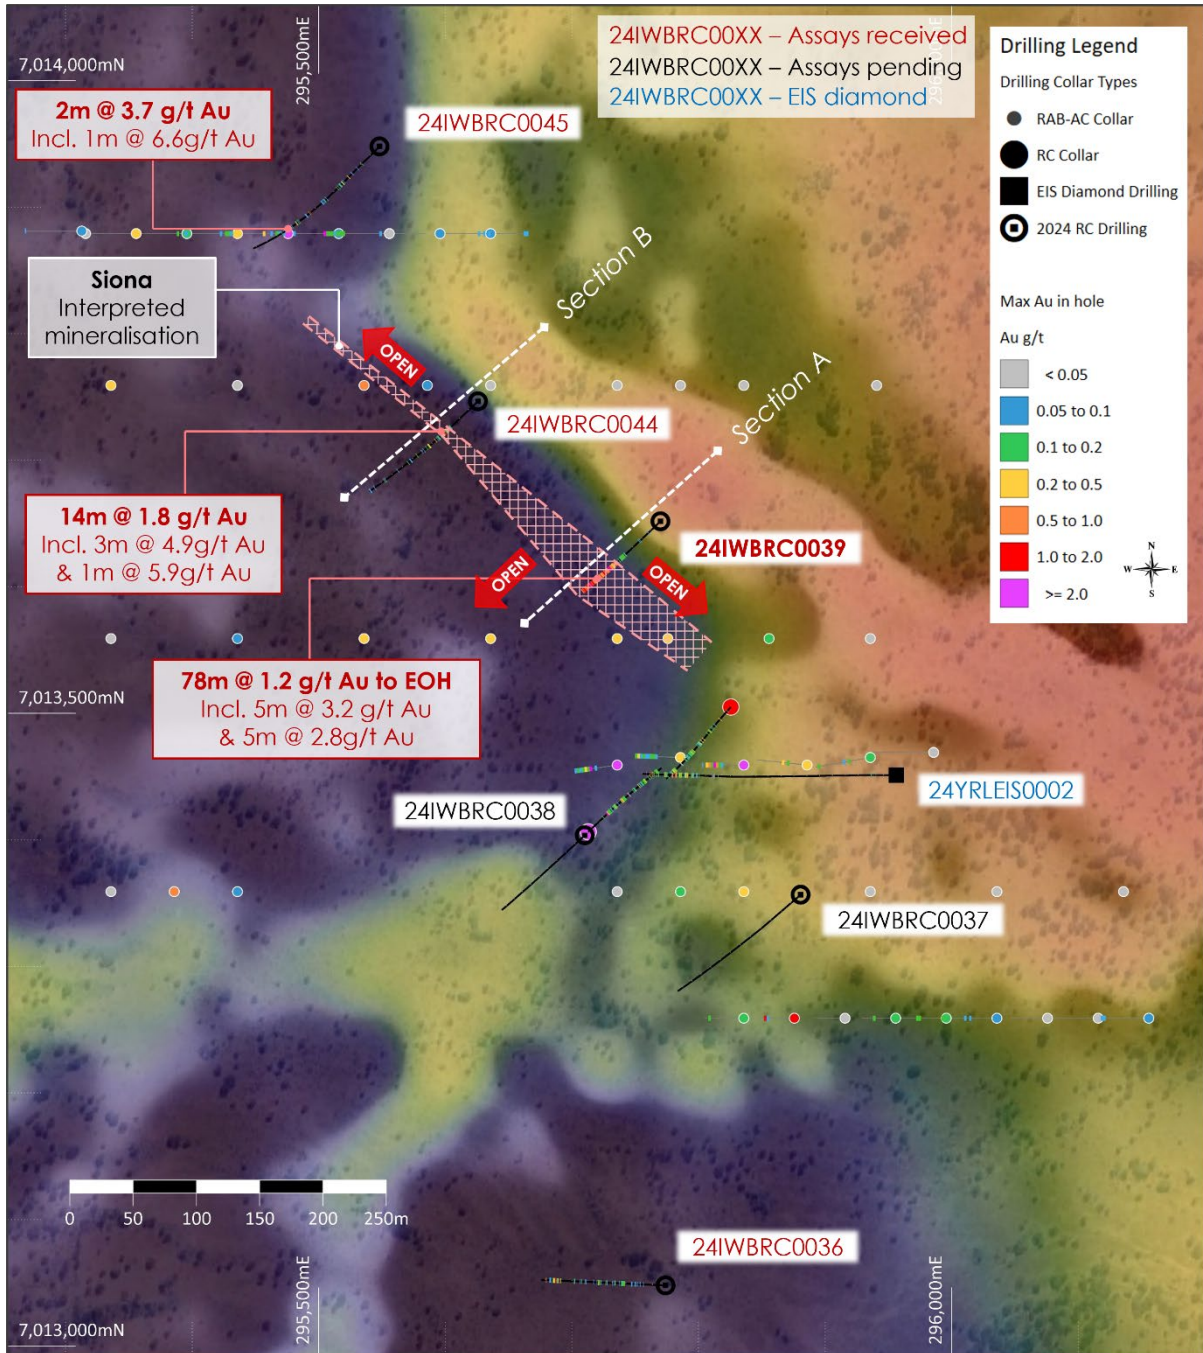 7,014,000mN
295,500mE
24IWBRC00XX – Assays received
24IWBRC00XX – Assays pending
24IWBRC00XX – EIS diamond
Drilling Legend
Drilling Collar Types
RAB-AC Collar
RC Collar
EIS Diamond Drilling
2024 RC Drilling
Max Au in hole
Au g/t
< 0.05
0.05 to 0.1
0.1 to 0.2
0.2 to 0.5
0.5 to 1.0
1.0 to 2.0
>= 2.0
N
W E
S
2m @ 3.7 g/t Au
Incl. 1m @ 6.6g/t Au
24IWBRC0045
Siona
Interpreted
mineralisation
Section B
OPEN
Section A
24IWBRC0044
14m @ 1.8 g/t Au
Incl. 3m @ 4.9g/t Au
& 1m @ 5.9g/t Au
24IWBRC0039
OPEN
OPEN
78m @ 1.2 g/t Au to EOH
Incl. 5m @ 3.2 g/t Au
& 5m @ 2.8g/t Au
7,013,500mN
24YRLEIS0002
24IWBRC0038
24IWBRC0037
0 50 100 150 200 250m
24IWBRC0036
295,500mE
296,000mE
7,013,000mN